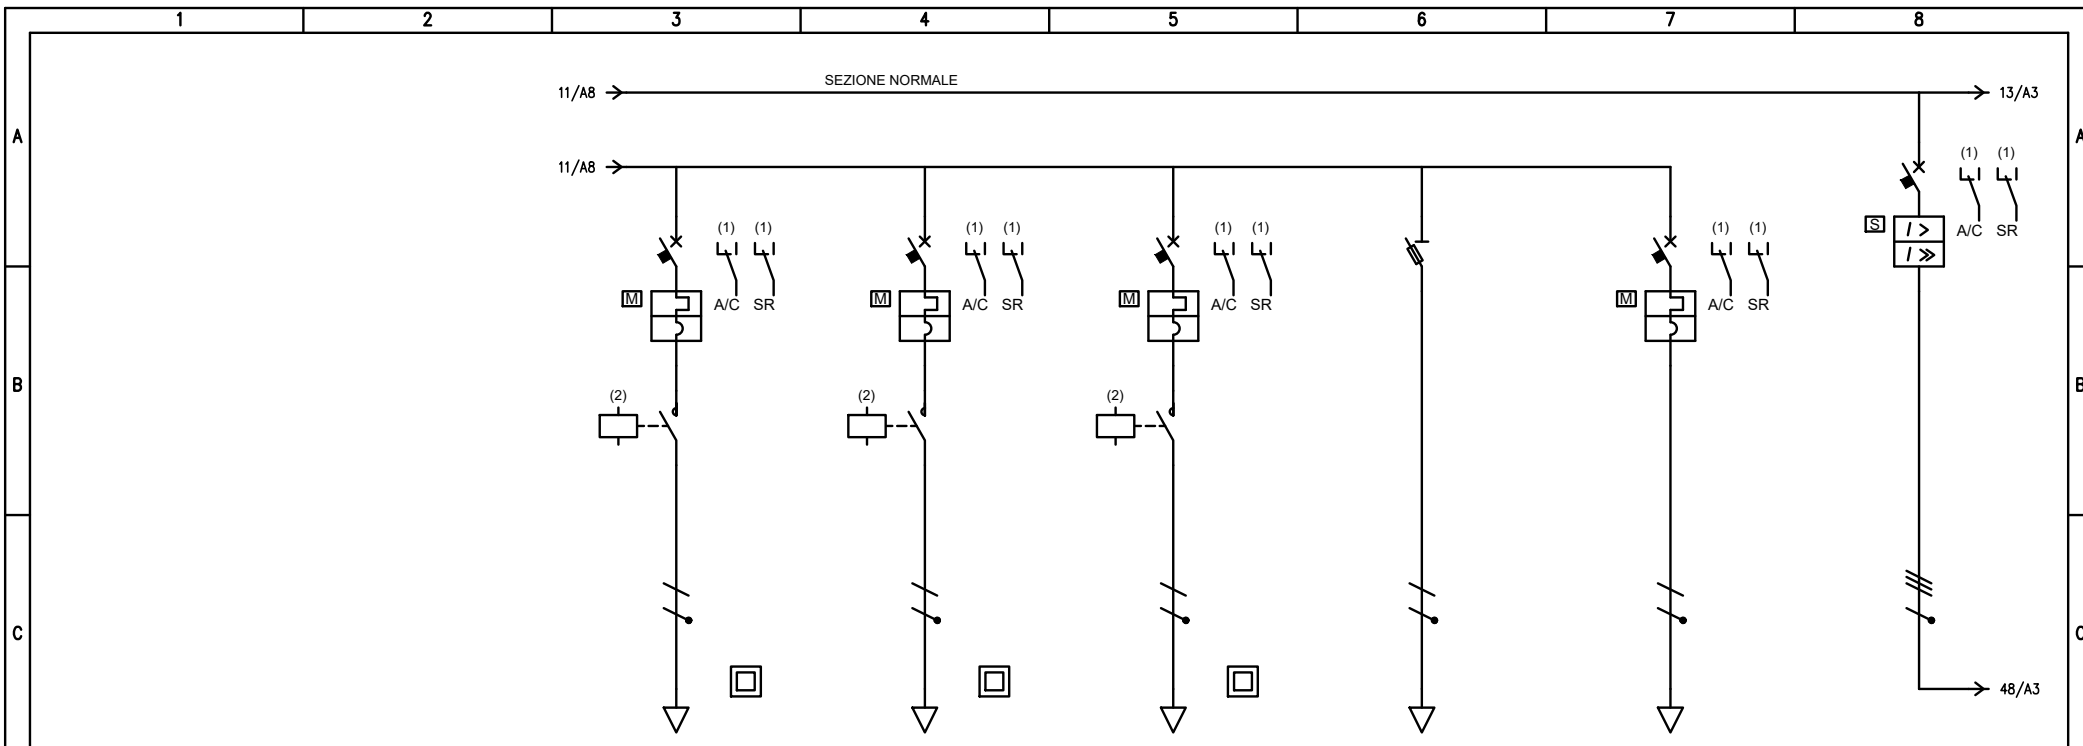 1 2 3 4 5 6 7 8
SEZIONE NORMALE
11/A8 13/A3
A A
(1) (1)
11/A8
S I > A/C SR
I >>
(1) (1) (1) (1) (1) (1) (1) (1)
M A/C SR M A/C SR M A/C SR M A/C SR
B B
(2) (2) (2)
C C
48/A3